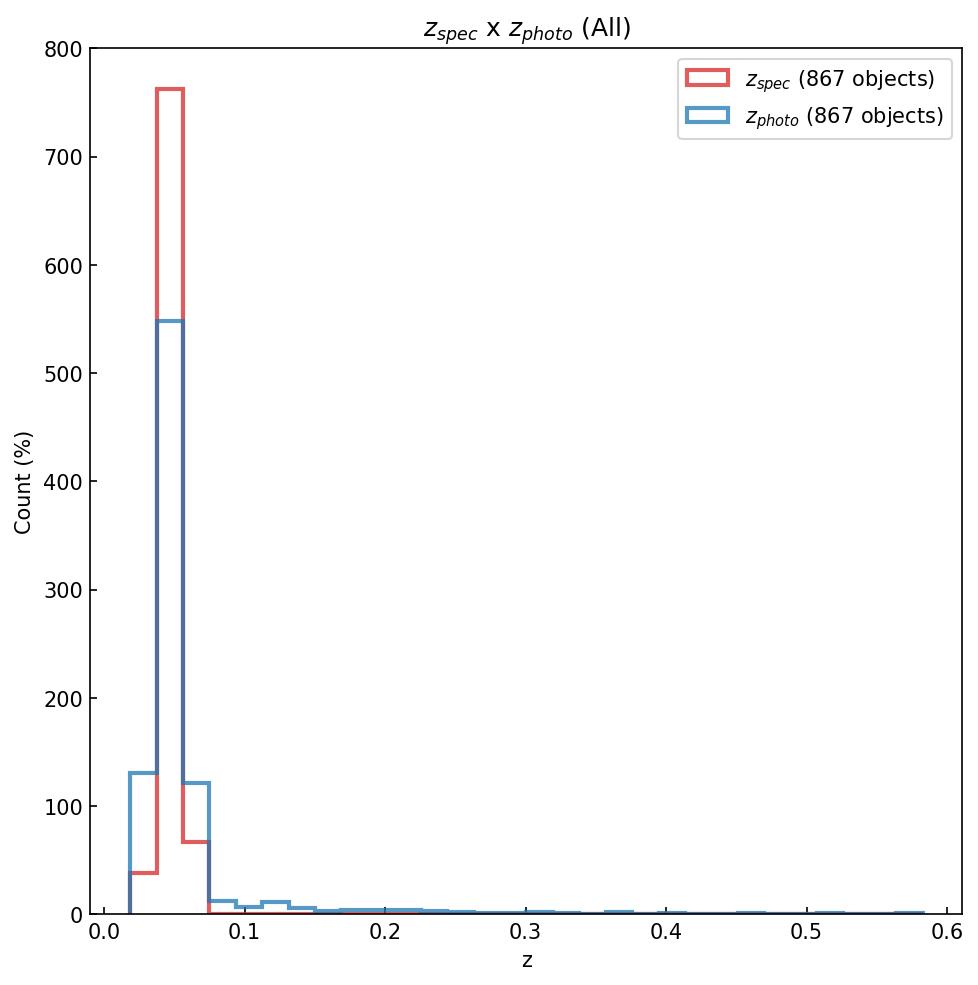 z_spec x z_photo (All)
z_spec (867 objects)
z_photo (867 objects)
Count (%)
800
700
600
500
400
300
200
100
0
0.0 0.1 0.2 0.3 0.4 0.5 0.6
z